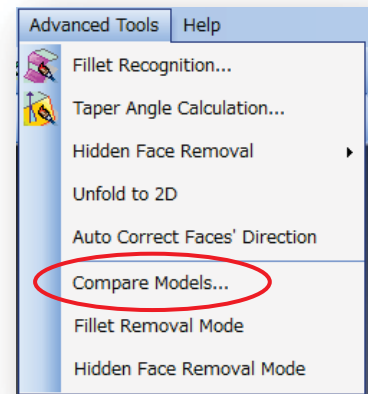 Advanced Tools Help
Fillet Recognition...
Taper Angle Calculation...
Hidden Face Removal
Unfold to 2D
Auto Correct Faces' Direction
Compare Models...
Fillet Removal Mode
Hidden Face Removal Mode